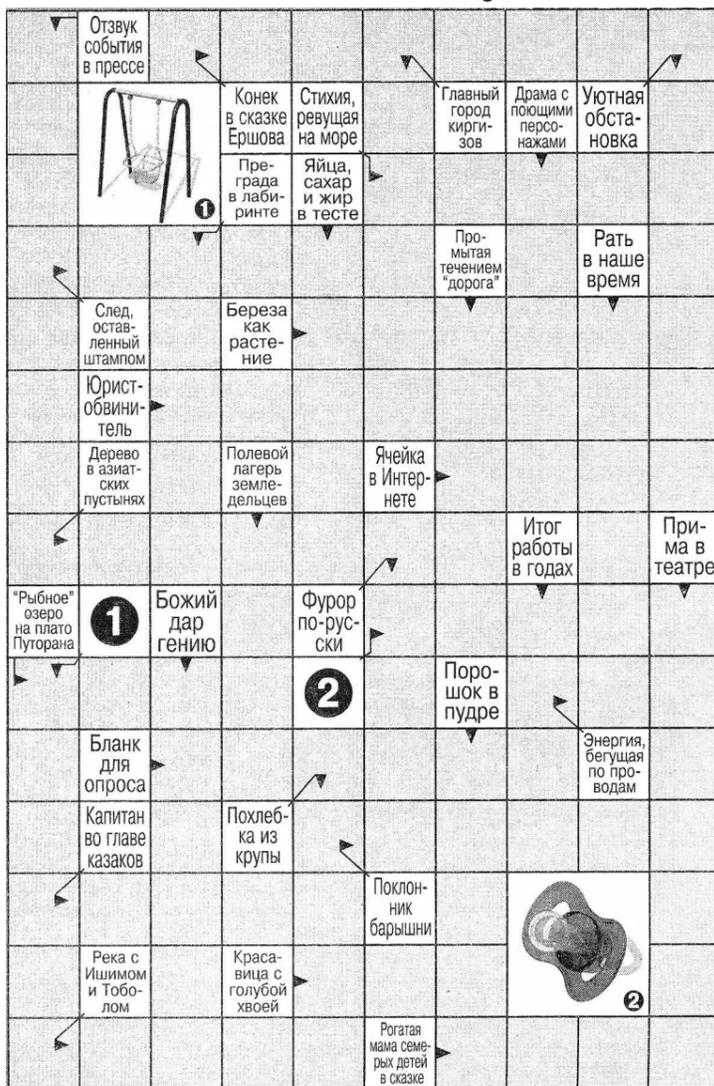 Отзвук
события
в прессе
Конек
в сказке
Ершова
Стихия,
ревущая
на море
Главный
город
кирги-
зов
Драма с
поющими
персо-
нажами
Уютная
обста-
новка
1
Пре-
града
в лаби-
ринте
Яйца,
сахар
и жир
в тесте
Про-
мытая
течением
"дорога"
Рать
в наше
время
След,
остав-
ленный
штампом
Береза
как
расте-
ние
Юрист-
обвини-
тель
Дерево
в азиат-
ских
пустынях
Полевой
лагерь
земле-
дельцев
Ячейка
в Интер-
нете
Итог
работы
в годах
При-
ма в
театре
"Рыбное"
озеро
на плато
Путорана
1
Божий
дар
гению
Фурор
по-рус-
ски
2
Поро-
шок в
пудре
Бланк
для
опроса
Энергия,
бегущая
по про-
водам
Капитан
во главе
казаков
Похлеб-
ка из
крупы
Поклон-
ник
барышни
Река с
Ишимом
и Тобо-
лом
Краса-
вица с
голубой
хвоей
2
Рогатая
мама семе-
рых детей
в сказке